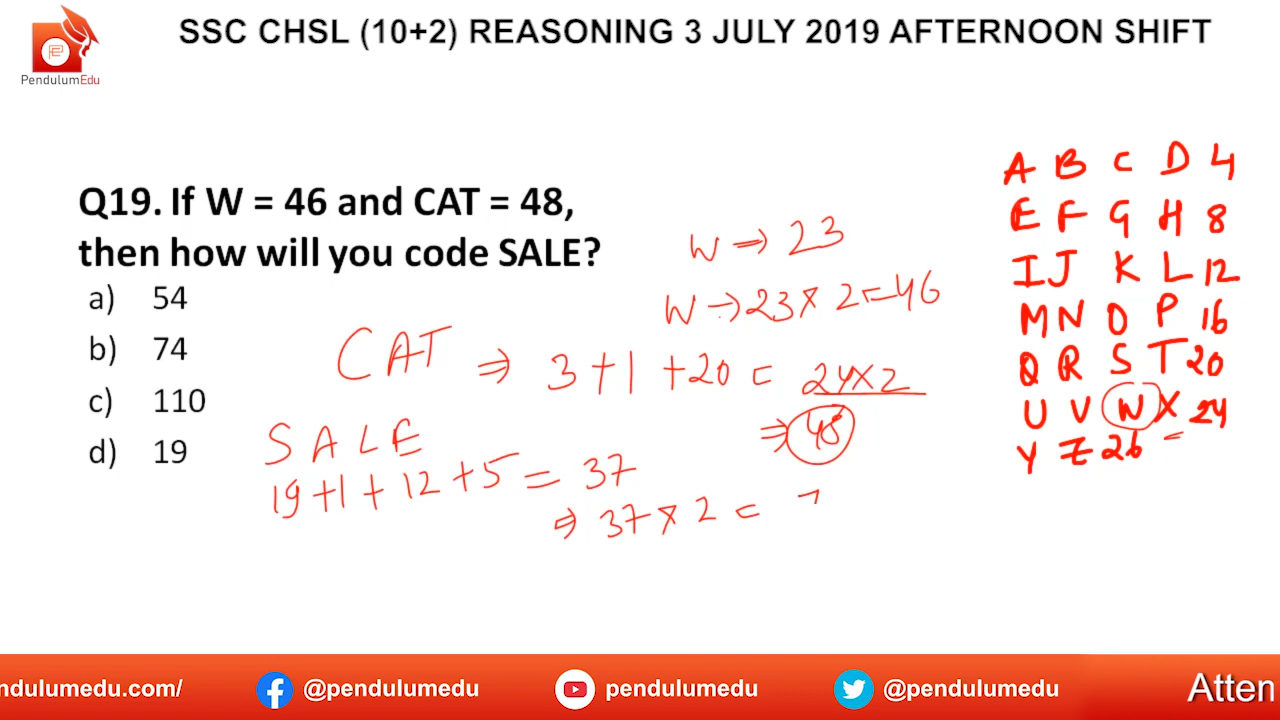 SSC CHSL (10+2) REASONING 3 JULY 2019 AFTERNOON SHIFT
PendulumEdu
Q19. If W = 46 and CAT = 48,
then how will you code SALE?
a) 54
b) 74
c) 110
d) 19
W ⇒ 23
W → 23 × 2 = 46
CAT ⇒ 3 + 1 + 20 = 24 × 2
⇒ 48
S A L E
19 + 1 + 12 + 5 = 37
⇒ 37 × 2 =
A B C D 4
E F G H 8
I J K L 12
M N O P 16
Q R S T 20
U V W X 24
Y Z 26
ndulumedu.com/ @pendulumedu pendulumedu @pendulumedu Atten